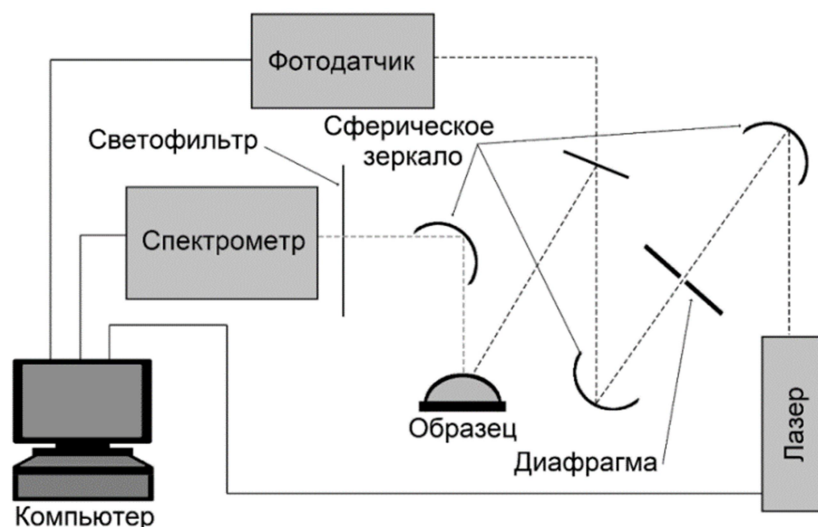 Фотодатчик
Светофильтр
Сферическое
зеркало
Спектрометр
Образец
Диафрагма
Лазер
Компьютер